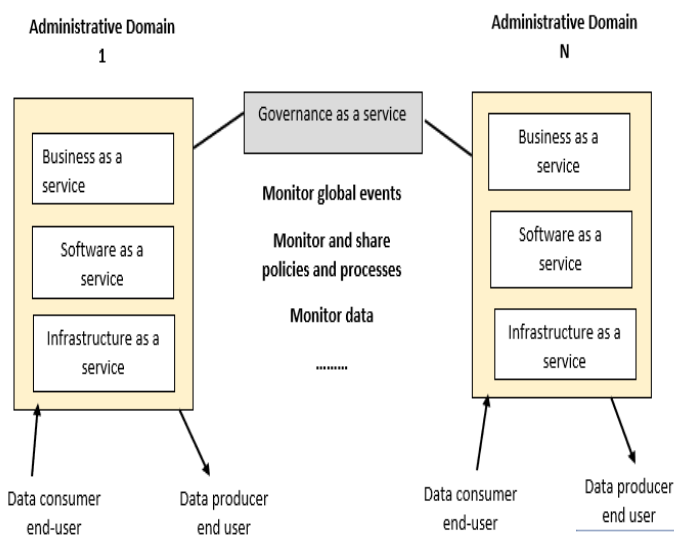 Administrative Domain
1
Business as a
service
Software as a
service
Infrastructure as a
service
Data consumer
end-user
Data producer
end user
Governance as a service
Monitor global events
Monitor and share
policies and processes
Monitor data
.........
Administrative Domain
N
Business as a
service
Software as a
service
Infrastructure as a
service
Data consumer
end-user
Data producer
end user